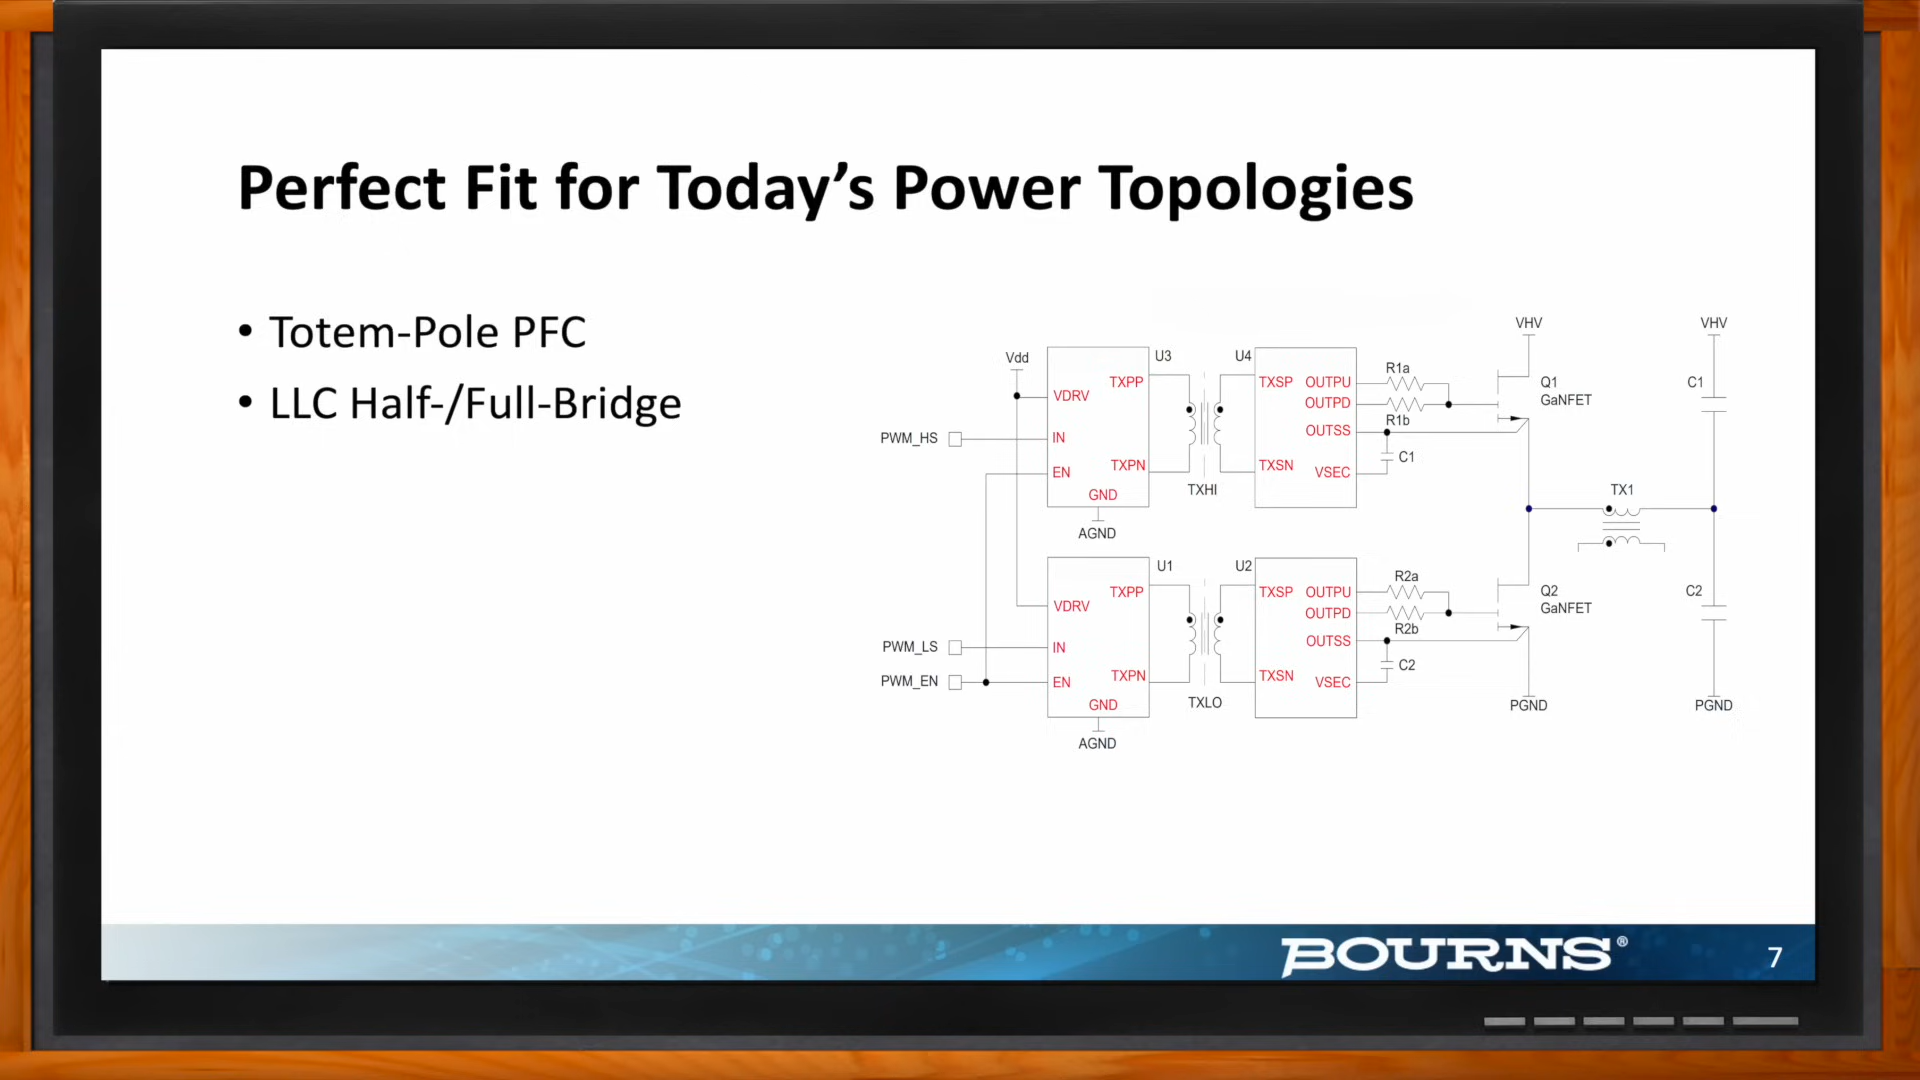 Perfect Fit for Today's Power Topologies
• Totem-Pole PFC
• LLC Half-/Full-Bridge
VHV
VHV
Vdd
U3
U4
R1a
C1
TXPP
TXSP
OUTPU
Q1
VDRV
GaNFET
OUTPD
R1b
PWM_HS
IN
OUTSS
C1
EN
TXPN
TXSN
VSEC
GND
TXHI
TX1
AGND
U1
U2
R2a
TXPP
TXSP
OUTPU
Q2
C2
VDRV
OUTPD
GaNFET
R2b
PWM_LS
IN
OUTSS
C2
PWM_EN
EN
TXPN
TXSN
VSEC
GND
TXLO
PGND
PGND
AGND
BOURNS®
7